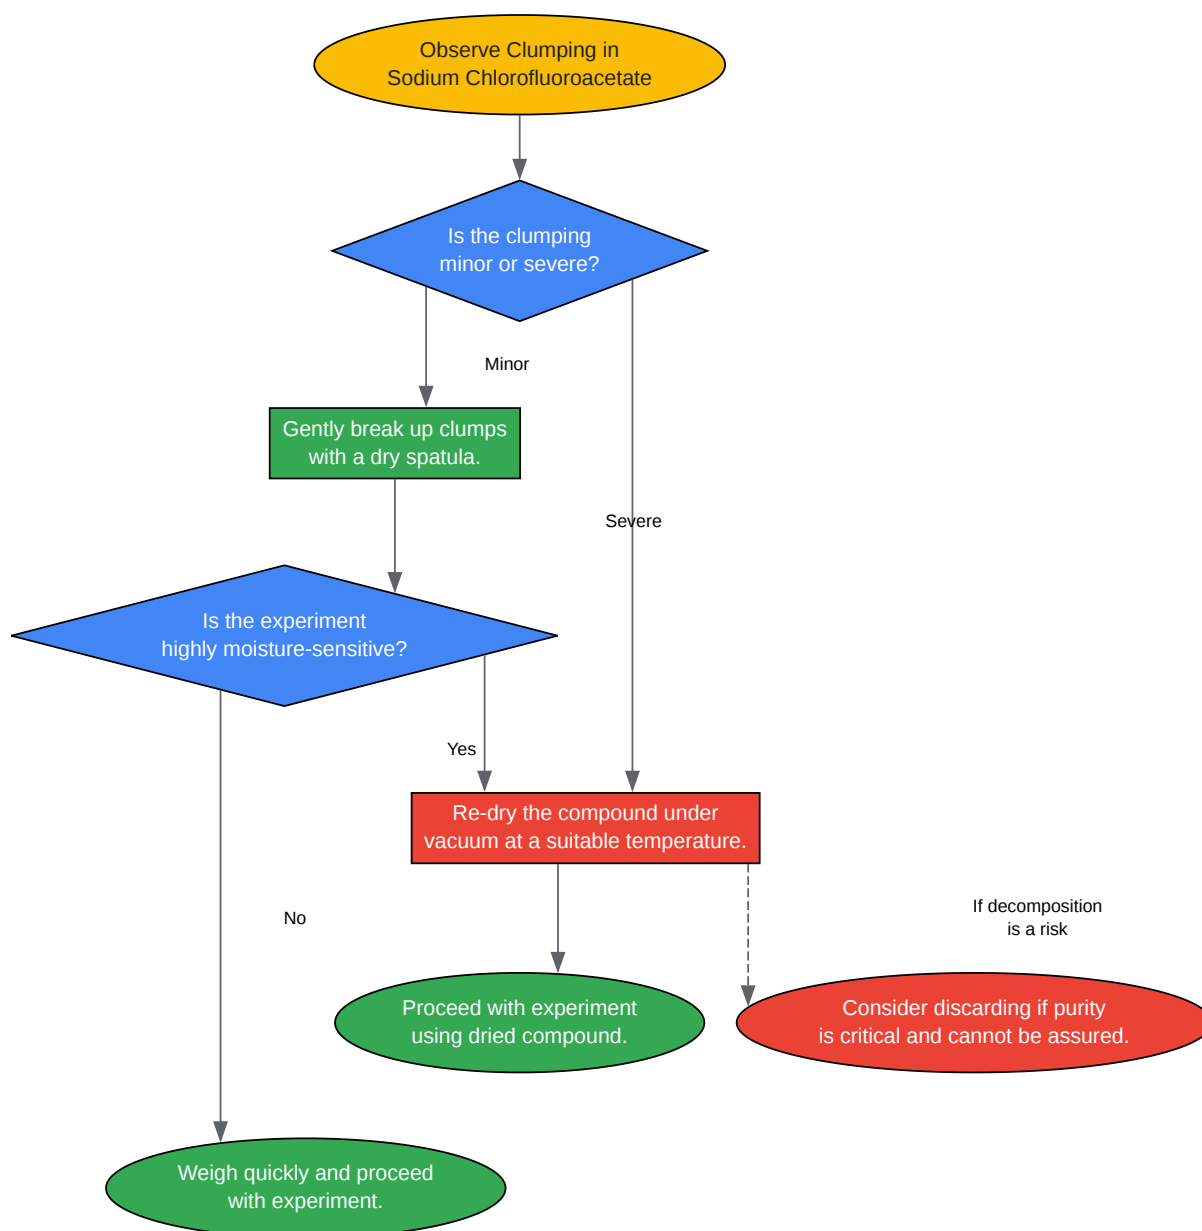 Observe Clumping in
Sodium Chlorofluoroacetate
Is the clumping
minor or severe?
Minor
Gently break up clumps
with a dry spatula.
Severe
Is the experiment
highly moisture-sensitive?
Yes
Re-dry the compound under
vacuum at a suitable temperature.
No
If decomposition
is a risk
Proceed with experiment
using dried compound.
Consider discarding if purity
is critical and cannot be assured.
Weigh quickly and proceed
with experiment.